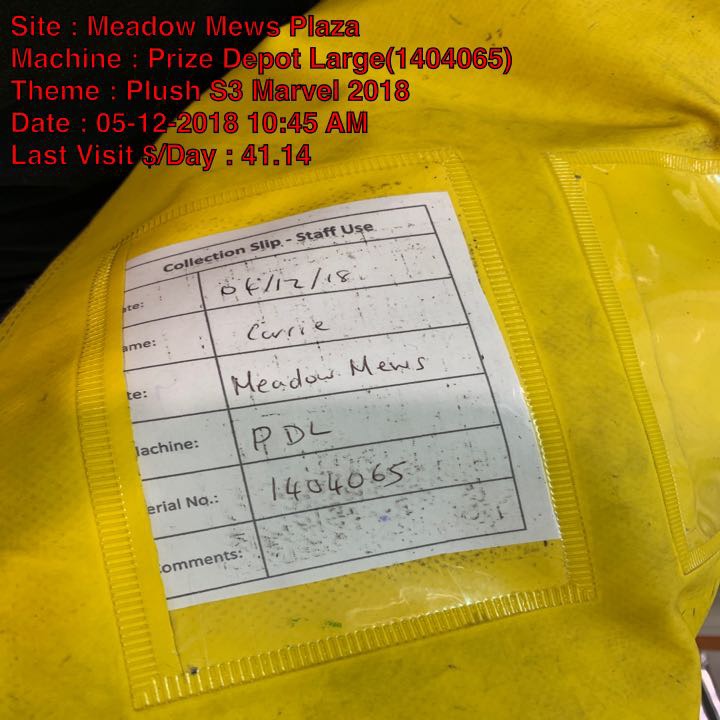 Site : Meadow Mews Plaza
Machine : Prize Depot Large(1404065)
Theme : Plush S3 Marvel 2018
Date : 05-12-2018 10:45 AM
Last Visit $/Day : 41.14
Collection Slip - Staff Use
ate: 04/12/18
ame: Carrie
te: Meadow Mews
achine: PDL
erial No.: 1404065
omments: